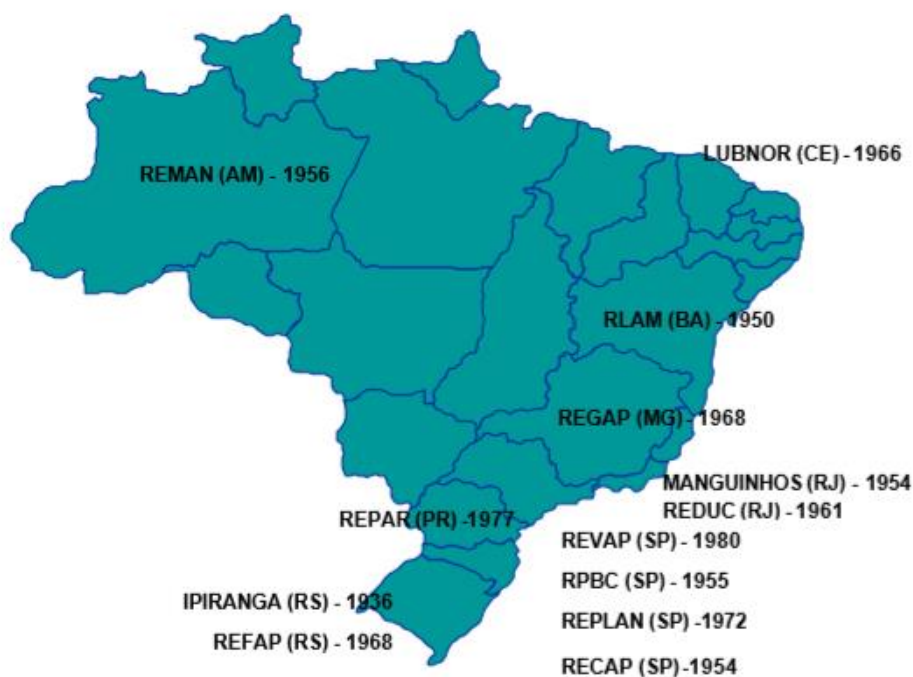 LUBNOR (CE) - 1966
REMAN (AM) - 1956
RLAM (BA) - 1950
REGAP (MG) - 1968
MANGUINHOS (RJ) - 1954
REDUC (RJ) - 1961
REPAR (PR) -1977
REVAP (SP) - 1980
RPBC (SP) - 1955
IPIRANGA (RS) - 1936
REPLAN (SP) -1972
REFAP (RS) - 1968
RECAP (SP) -1954